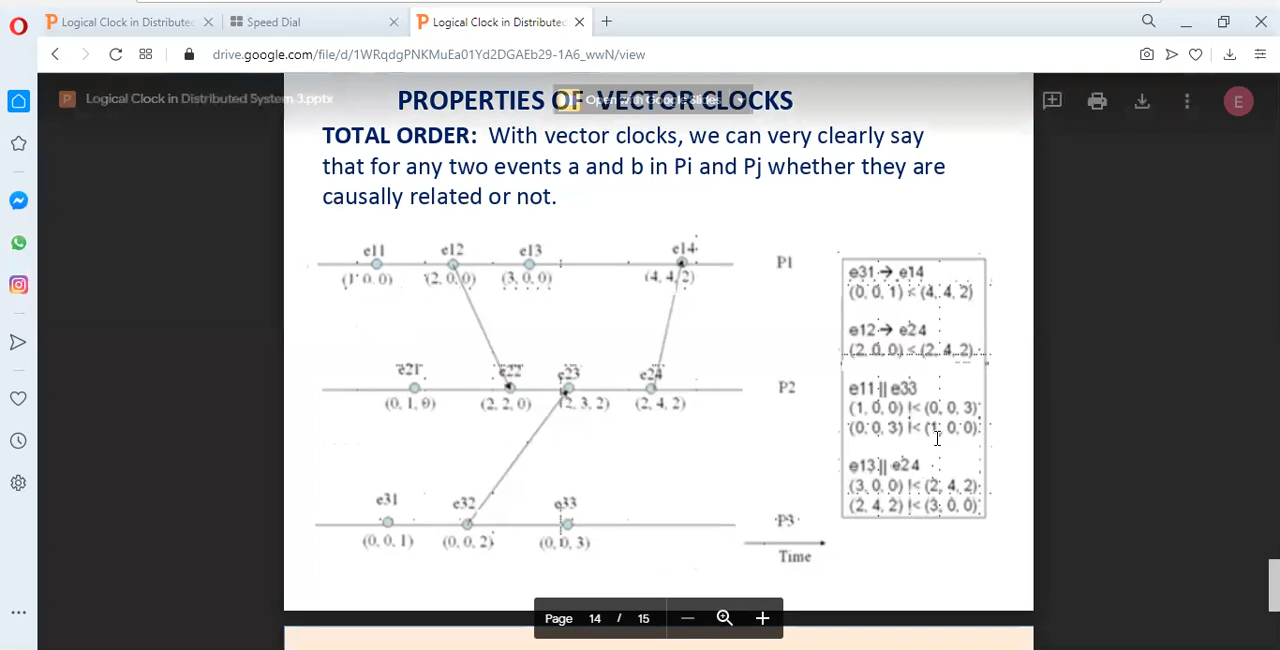 Logical Clock in Distributed
Speed Dial
Logical Clock in Distributed
drive.google.com/file/d/1WRqdgPNKMuEa01Yd2DGAEb29-1A6_wwN/view
Logical Clock in Distributed System 3.pptx
Open with Google Slides
E
PROPERTIES OF VECTOR CLOCKS
TOTAL ORDER: With vector clocks, we can very clearly say
that for any two events a and b in Pi and Pj whether they are
causally related or not.
e11 e12 e13 e14 P1
(1, 0, 0) (2, 0, 0) (3, 0, 0) (4, 4, 2)
e21 e22 e23 e24 P2
(0, 1, 0) (2, 2, 0) (2, 3, 2) (2, 4, 2)
e31 e32 e33 P3
(0, 0, 1) (0, 0, 2) (0, 0, 3)
Time
e31 → e14
(0, 0, 1) < (4, 4, 2)
e12 → e24
(2, 0, 0) < (2, 4, 2)
e11 || e33
(1, 0, 0) !< (0, 0, 3)
(0, 0, 3) !< (1, 0, 0)
e13 || e24
(3, 0, 0) !< (2, 4, 2)
(2, 4, 2) !< (3, 0, 0)
Page 14 / 15